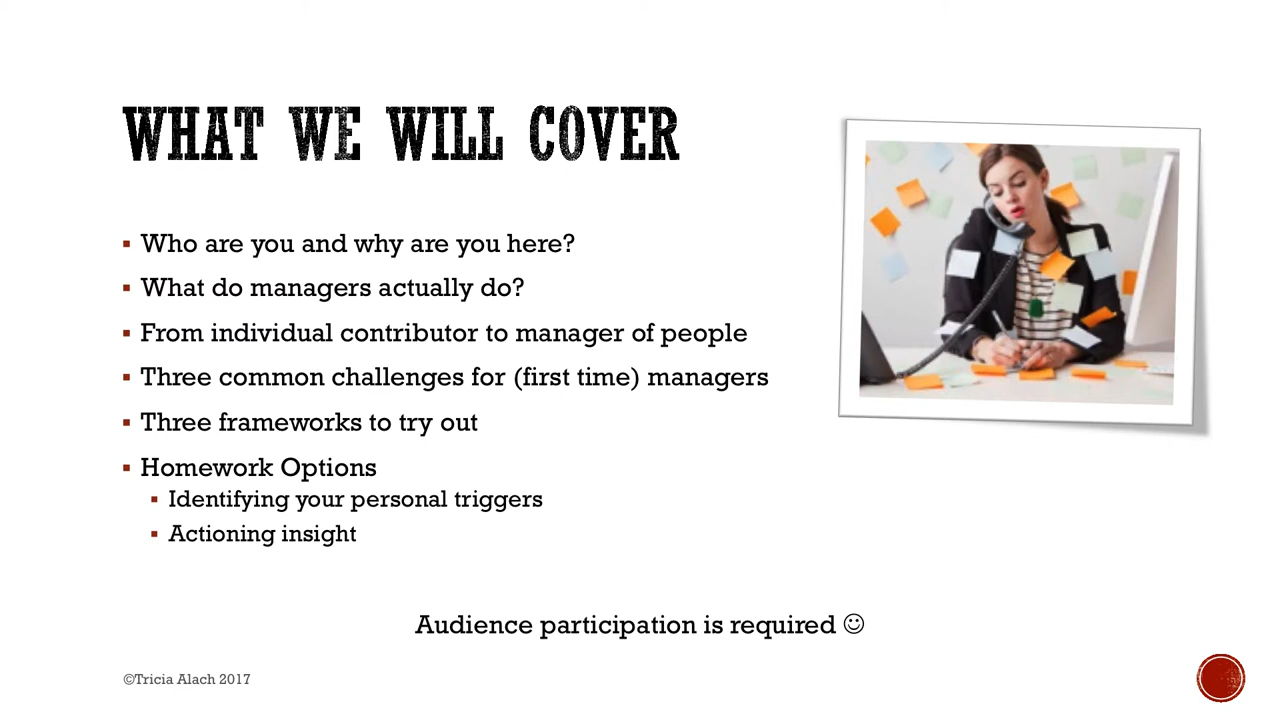 WHAT WE WILL COVER
▪ Who are you and why are you here?
▪ What do managers actually do?
▪ From individual contributor to manager of people
▪ Three common challenges for (first time) managers
▪ Three frameworks to try out
▪ Homework Options
▪ Identifying your personal triggers
▪ Actioning insight
Audience participation is required ☺
©Tricia Alach 2017